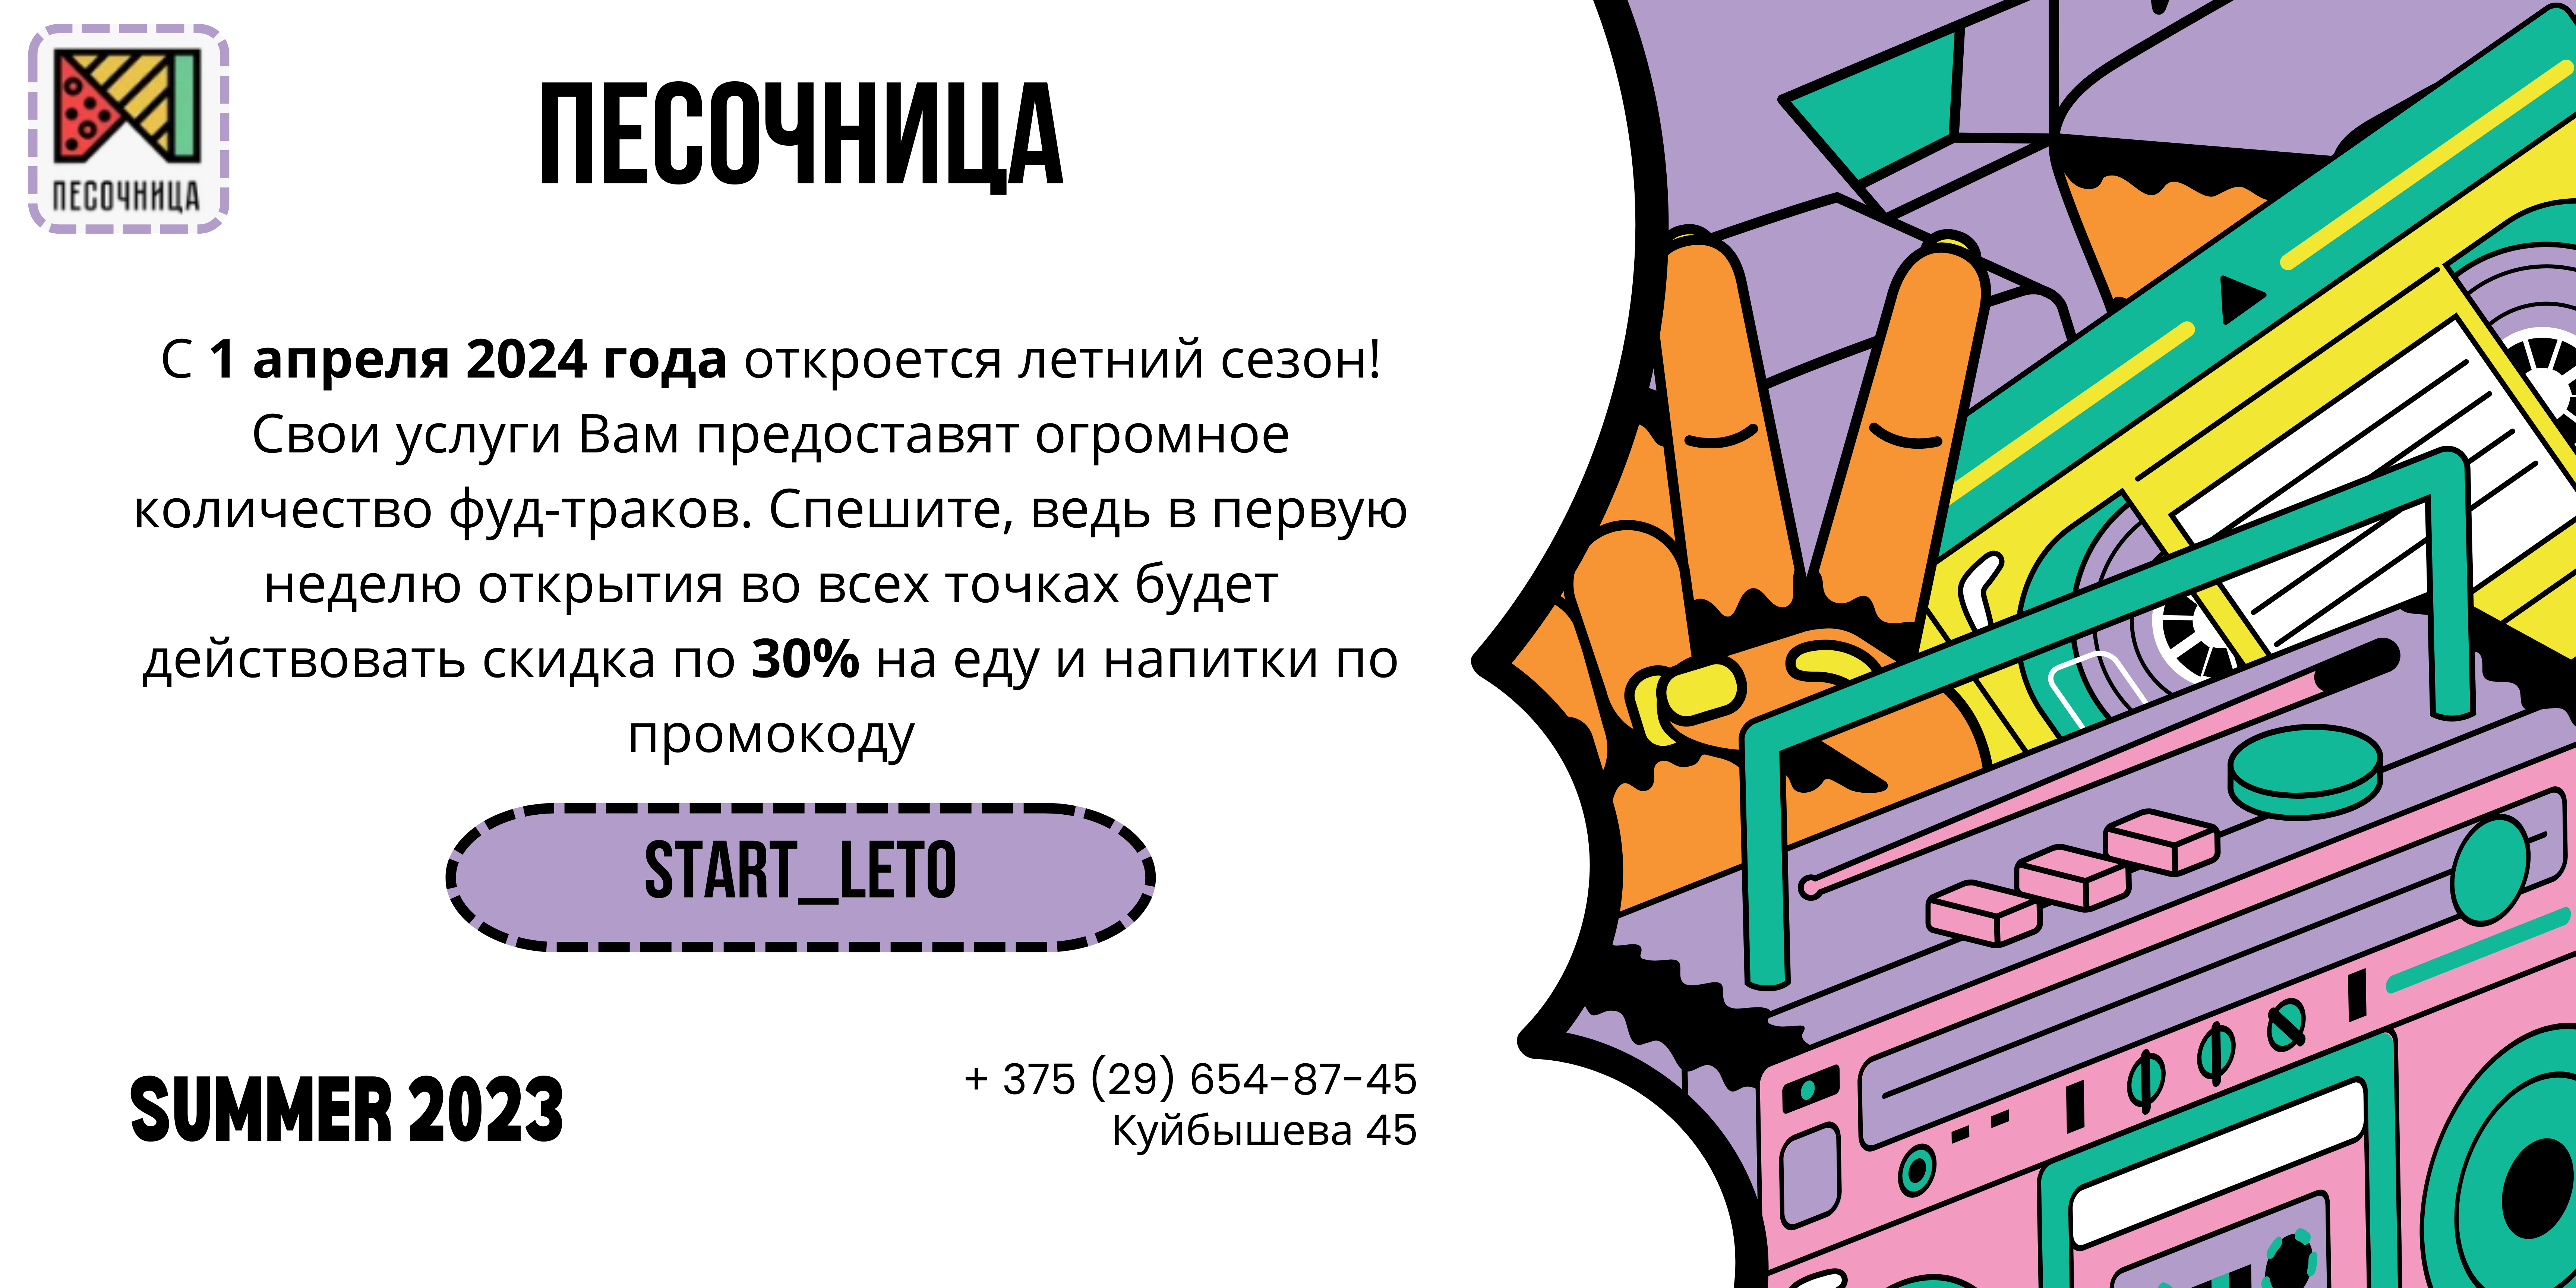 ПЕСОЧНИЦА
ПЕСОЧНИЦА
С 1 апреля 2024 года откроется летний сезон!
Свои услуги Вам предоставят огромное
количество фуд-траков. Спешите, ведь в первую
неделю открытия во всех точках будет
действовать скидка по 30% на еду и напитки по
промокоду
START_LETO
SUMMER 2023
+ 375 (29) 654-87-45
Куйбышева 45